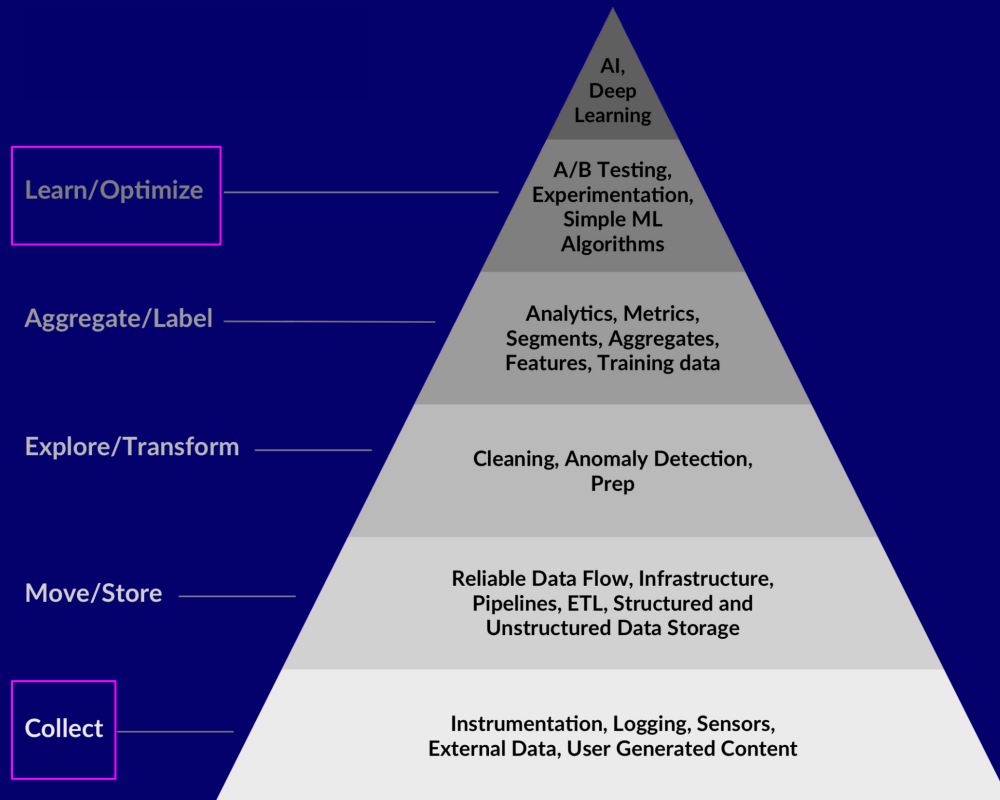 AI,
Deep
Learning
Learn/Optimize
A/B Testing,
Experimentation,
Simple ML
Algorithms
Aggregate/Label
Analytics, Metrics,
Segments, Aggregates,
Features, Training data
Explore/Transform
Cleaning, Anomaly Detection,
Prep
Move/Store
Reliable Data Flow, Infrastructure,
Pipelines, ETL, Structured and
Unstructured Data Storage
Collect
Instrumentation, Logging, Sensors,
External Data, User Generated Content